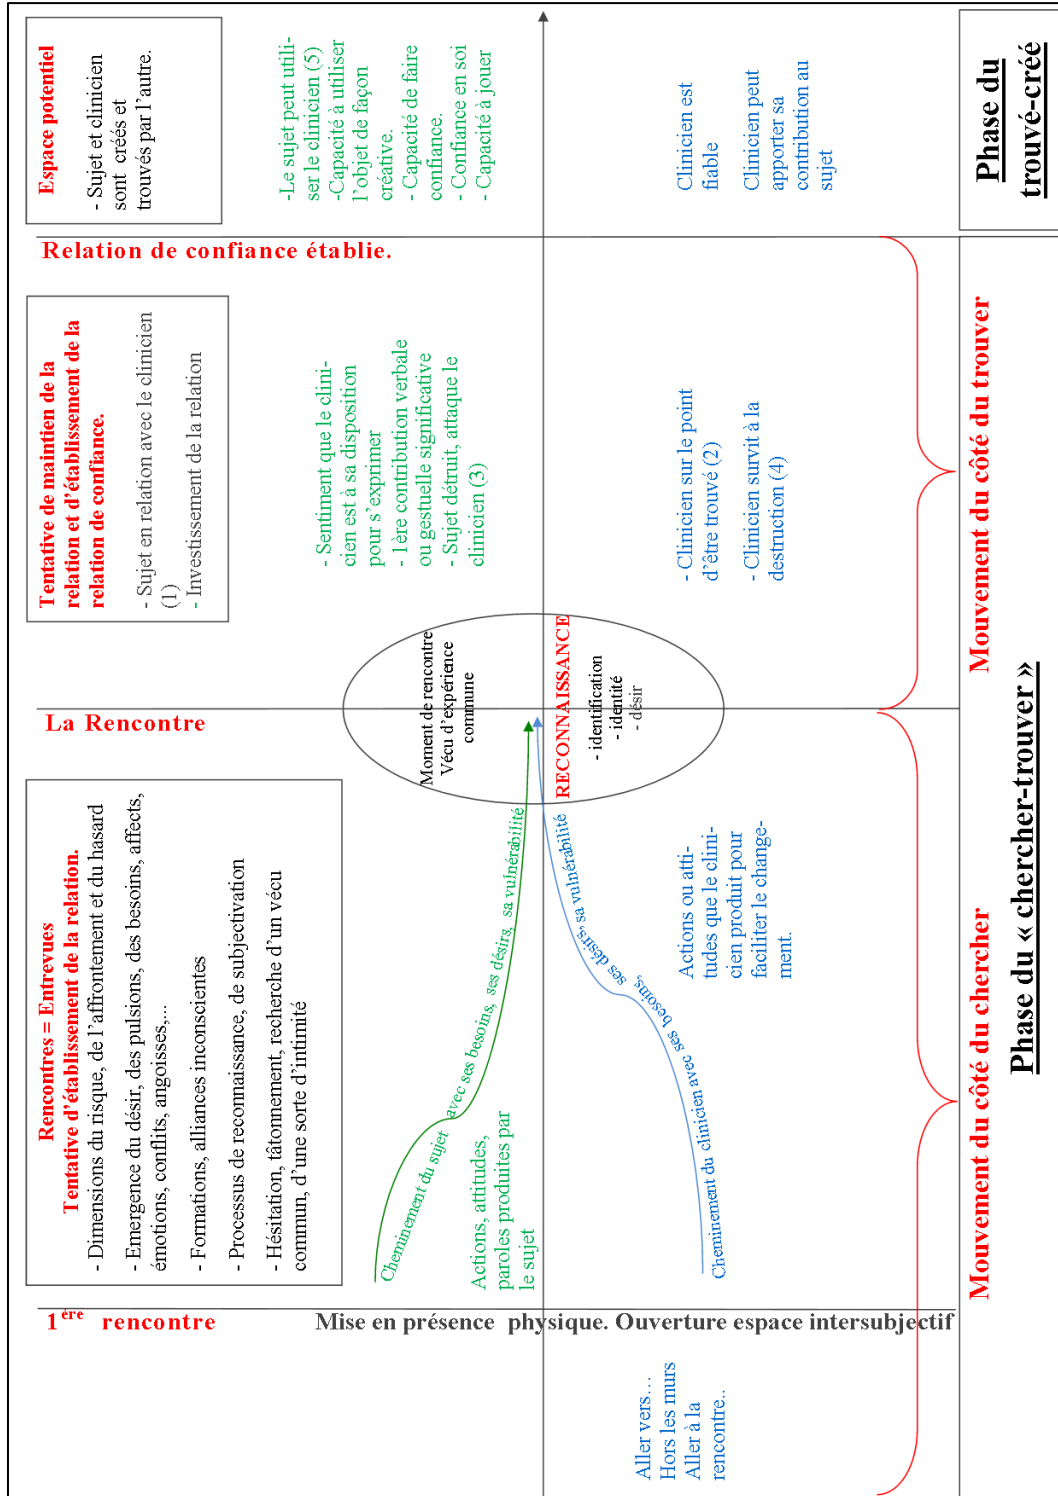 1ère rencontre
Mise en présence physique. Ouverture espace intersubjectif
Aller vers…
Hors les murs
Aller à la
rencontre..
Rencontres = Entrevues
Tentative d'établissement de la relation.
- Dimensions du risque, de l'affrontement et du hasard
- Emergence du désir, des pulsions, des besoins, affects,
émotions, conflits, angoisses,...
- Formations, alliances inconscientes
- Processus de reconnaissance, de subjectivation
- Hésitation, tâtonnement, recherche d'un vécu
commun, d'une sorte d'intimité
Cheminement du sujet avec ses besoins, ses désirs, sa vulnérabilité
Actions, attitudes,
paroles produites par
le sujet
Cheminement du clinicien avec ses besoins, ses désirs, sa vulnérabilité
Actions ou atti-
tudes que le clini-
cien produit pour
faciliter le change-
ment.
La Rencontre
Moment de rencontre
Vécu d'expérience
commune
RECONNAISSANCE
- identification
- identité
- désir
Tentative de maintien de la
relation et d'établissement de la
relation de confiance.
- Sujet en relation avec le clinicien
(1)
- Investissement de la relation
- Sentiment que le clini-
cien est à sa disposition
pour s'exprimer
- 1ère contribution verbale
ou gestuelle significative
- Sujet détruit, attaque le
clinicien (3)
- Clinicien sur le point
d'être trouvé (2)
- Clinicien survit à la
destruction (4)
Relation de confiance établie.
Espace potentiel
- Sujet et clinicien
sont créés et
trouvés par l'autre.
-Le sujet peut utili-
ser le clinicien (5)
-Capacité à utiliser
l'objet de façon
créative.
- Capacité de faire
confiance.
- Confiance en soi
- Capacité à jouer
Clinicien est
fiable
Clinicien peut
apporter sa
contribution au
sujet
Mouvement du côté du chercher
Mouvement du côté du trouver
Phase du « chercher-trouver »
Phase du
trouvé-créé